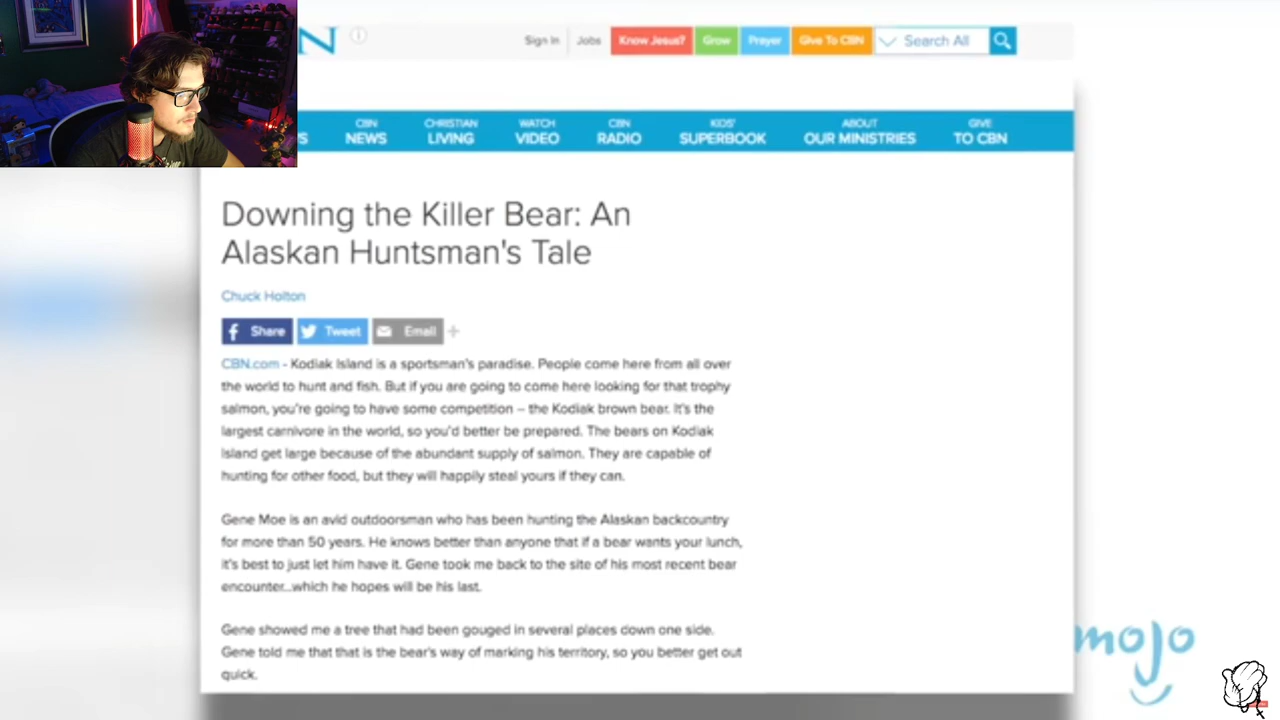 N
Sign In Jobs Know Jesus? Grow Prayer Give To CBN Search All
S
CBN NEWS
CHRISTIAN LIVING
WATCH VIDEO
CBN RADIO
KIDS' SUPERBOOK
ABOUT OUR MINISTRIES
GIVE TO CBN
Downing the Killer Bear: An
Alaskan Huntsman's Tale
Chuck Holton
Share Tweet Email +
CBN.com - Kodiak Island is a sportsman's paradise. People come here from all over
the world to hunt and fish. But if you are going to come here looking for that trophy
salmon, you're going to have some competition – the Kodiak brown bear. It's the
largest carnivore in the world, so you'd better be prepared. The bears on Kodiak
Island get large because of the abundant supply of salmon. They are capable of
hunting for other food, but they will happily steal yours if they can.
Gene Moe is an avid outdoorsman who has been hunting the Alaskan backcountry
for more than 50 years. He knows better than anyone that if a bear wants your lunch,
it's best to just let him have it. Gene took me back to the site of his most recent bear
encounter...which he hopes will be his last.
Gene showed me a tree that had been gouged in several places down one side.
Gene told me that that is the bear's way of marking his territory, so you better get out
quick.
mojo